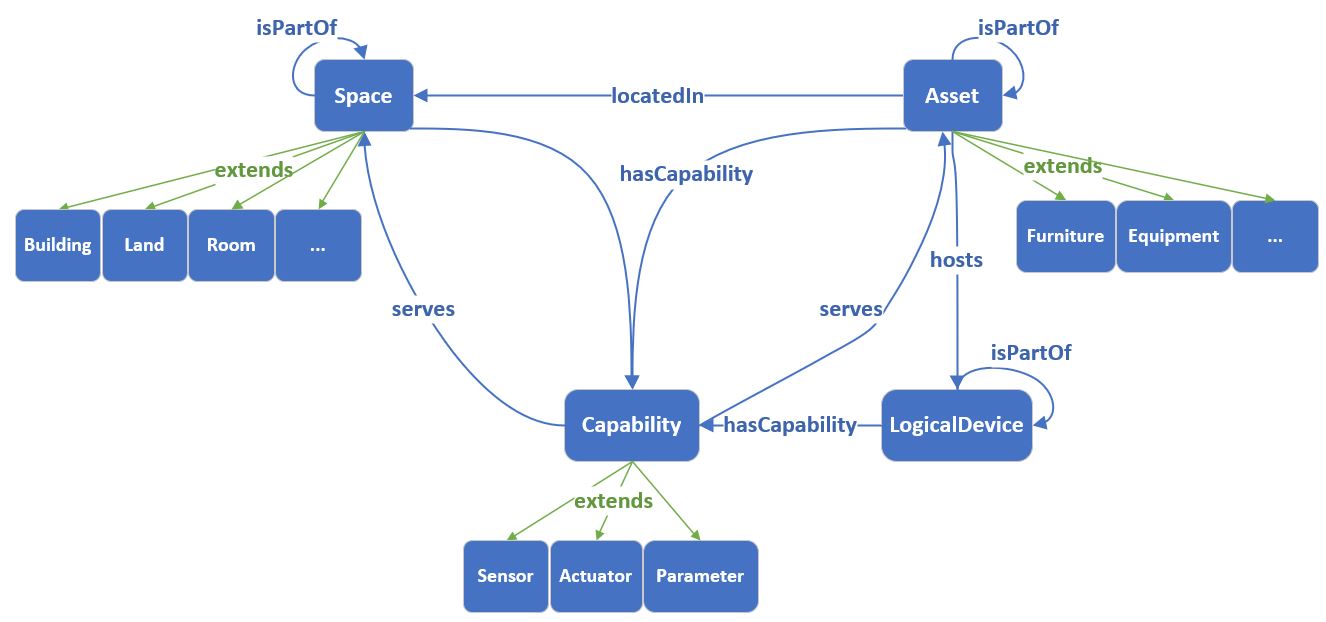 isPartOf
isPartOf
Space
locatedIn
Asset
extends
hasCapability
extends
Building
Land
Room
...
Furniture
Equipment
...
hosts
serves
serves
isPartOf
Capability
hasCapability
LogicalDevice
extends
Sensor
Actuator
Parameter